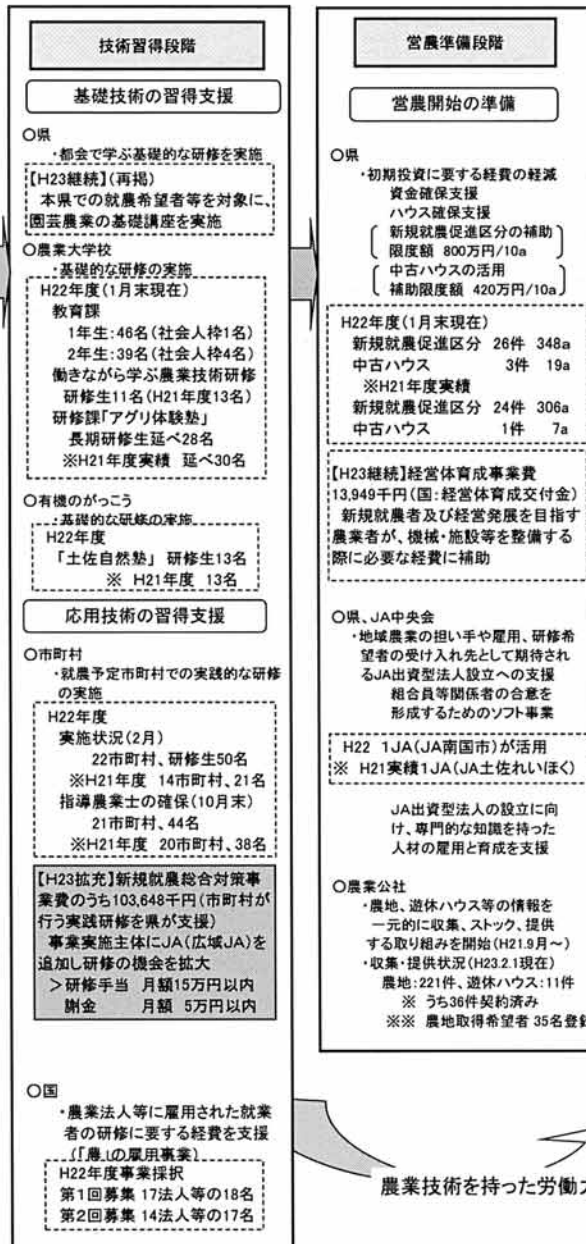 技術習得段階
基礎技術の習得支援
○県
・都会で学ぶ基礎的な研修を実施
【H23継続】(再掲)
本県での就農希望者等を対象に、
園芸農業の基礎講座を実施
○農業大学校
・基礎的な研修の実施
H22年度(1月末現在)
教育課
1年生:46名(社会人枠1名)
2年生:39名(社会人枠4名)
働きながら学ぶ農業技術研修
研修生11名(H21年度13名)
研修課「アグリ体験塾」
長期研修生延べ28名
※H21年度実績 延べ30名
○有機のがっこう
・基礎的な研修の実施
H22年度
「土佐自然塾」 研修生13名
※ H21年度 13名
応用技術の習得支援
○市町村
・就農予定市町村での実践的な研修
の実施
H22年度
実施状況(2月)
22市町村、研修生50名
※H21年度 14市町村、21名
指導農業士の確保(10月末)
21市町村、44名
※H21年度 20市町村、38名
【H23拡充】新規就農総合対策事
業費のうち103,648千円(市町村が
行う実践研修を県が支援)
事業実施主体にJA(広域JA)を
追加し研修の機会を拡大
>研修手当 月額15万円以内
謝金 月額 5万円以内
○国
・農業法人等に雇用された就業
者の研修に要する経費を支援
(「農」の雇用事業)
H22年度事業採択
第1回募集 17法人等の18名
第2回募集 14法人等の17名
営農準備段階
営農開始の準備
○県
・初期投資に要する経費の軽減
資金確保支援
ハウス確保支援
新規就農促進区分の補助
限度額 800万円/10a
中古ハウスの活用
補助限度額 420万円/10a
H22年度(1月末現在)
新規就農促進区分 26件 348a
中古ハウス 3件 19a
※H21年度実績
新規就農促進区分 24件 306a
中古ハウス 1件 7a
【H23継続】経営体育成事業費
13,949千円(国:経営体育成交付金)
新規就農者及び経営発展を目指す
農業者が、機械・施設等を整備する
際に必要な経費に補助
○県、JA中央会
・地域農業の担い手や雇用、研修希
望者の受け入れ先として期待され
るJA出資型法人設立への支援
組合員等関係者の合意を
形成するためのソフト事業
H22 1JA(JA南国市)が活用
※ H21実績1JA(JA土佐れいほく)
JA出資型法人の設立に向
け、専門的な知識を持った
人材の雇用と育成を支援
○農業公社
・農地、遊休ハウス等の情報を
一元的に収集、ストック、提供
する取り組みを開始(H21.9月~)
・収集・提供状況(H23.2.1現在)
農地:221件、遊休ハウス:11件
※ うち36件契約済み
※※ 農地取得希望者 35名登録
農業技術を持った労働力